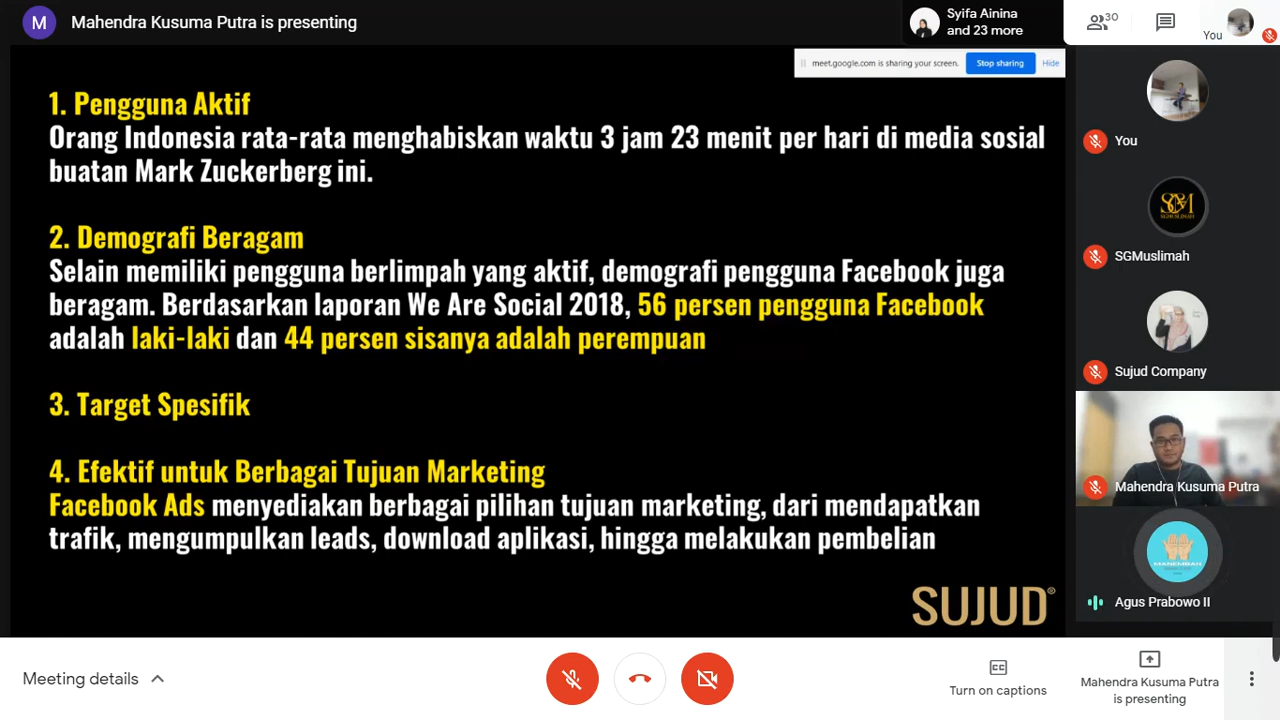 M
Mahendra Kusuma Putra is presenting
Syifa Ainina
and 23 more
30
You
meet.google.com is sharing your screen.
Stop sharing
Hide
1. Pengguna Aktif
Orang Indonesia rata-rata menghabiskan waktu 3 jam 23 menit per hari di media sosial
buatan Mark Zuckerberg ini.
2. Demografi Beragam
Selain memiliki pengguna berlimpah yang aktif, demografi pengguna Facebook juga
beragam. Berdasarkan laporan We Are Social 2018, 56 persen pengguna Facebook
adalah laki-laki dan 44 persen sisanya adalah perempuan
3. Target Spesifik
4. Efektif untuk Berbagai Tujuan Marketing
Facebook Ads menyediakan berbagai pilihan tujuan marketing, dari mendapatkan
trafik, mengumpulkan leads, download aplikasi, hingga melakukan pembelian
SUJUD®
You
SGM
SGMUSLIMAH
SGMuslimah
Sujud Company
Mahendra Kusuma Putra
MANEMBAH
Agus Prabowo II
Meeting details
CC
Turn on captions
Mahendra Kusuma Putra
is presenting